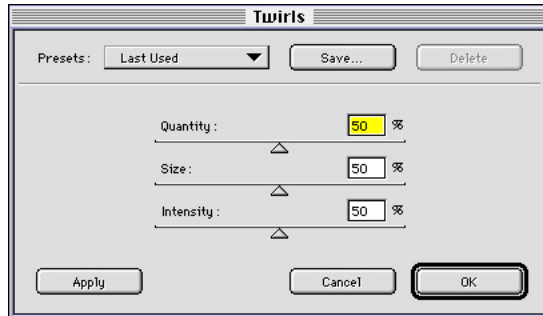 Twirls
Presets: Last Used Save... Delete
Quantity: 50 %
Size: 50 %
Intensity: 50 %
Apply Cancel OK